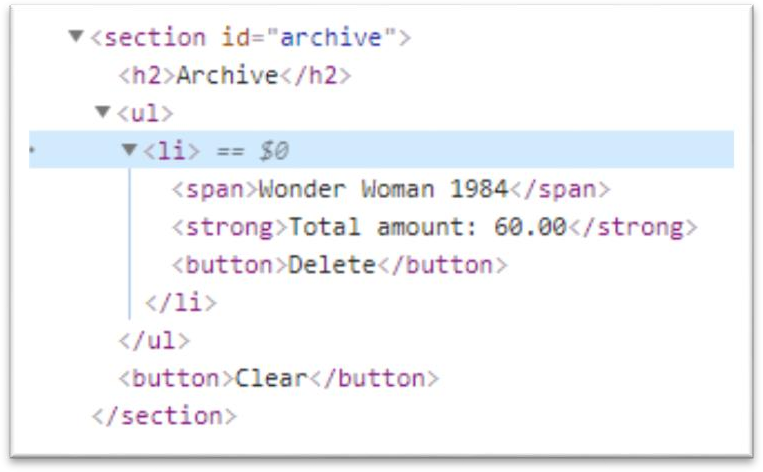 <section id="archive">
<h2>Archive</h2>
<ul>
<li> == $0
<span>Wonder Woman 1984</span>
<strong>Total amount: 60.00</strong>
<button>Delete</button>
</li>
</ul>
<button>Clear</button>
</section>